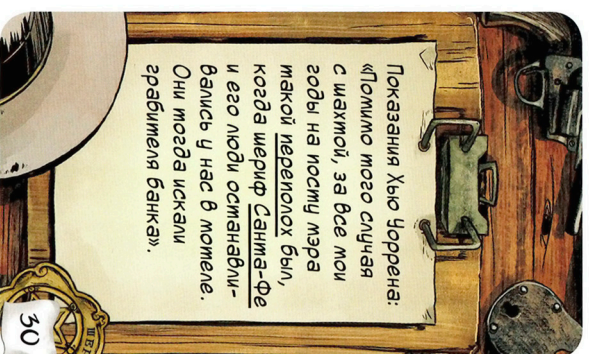 Показания Хью Уоррена:
«Помимо того случая
с шахтой, за все мои
годы на посту мэра
такой переполох был,
когда шериф Санта-Фе
и его люди останавли-
вались у нас в мотеле.
Они тогда искали
грабителя банка».
30